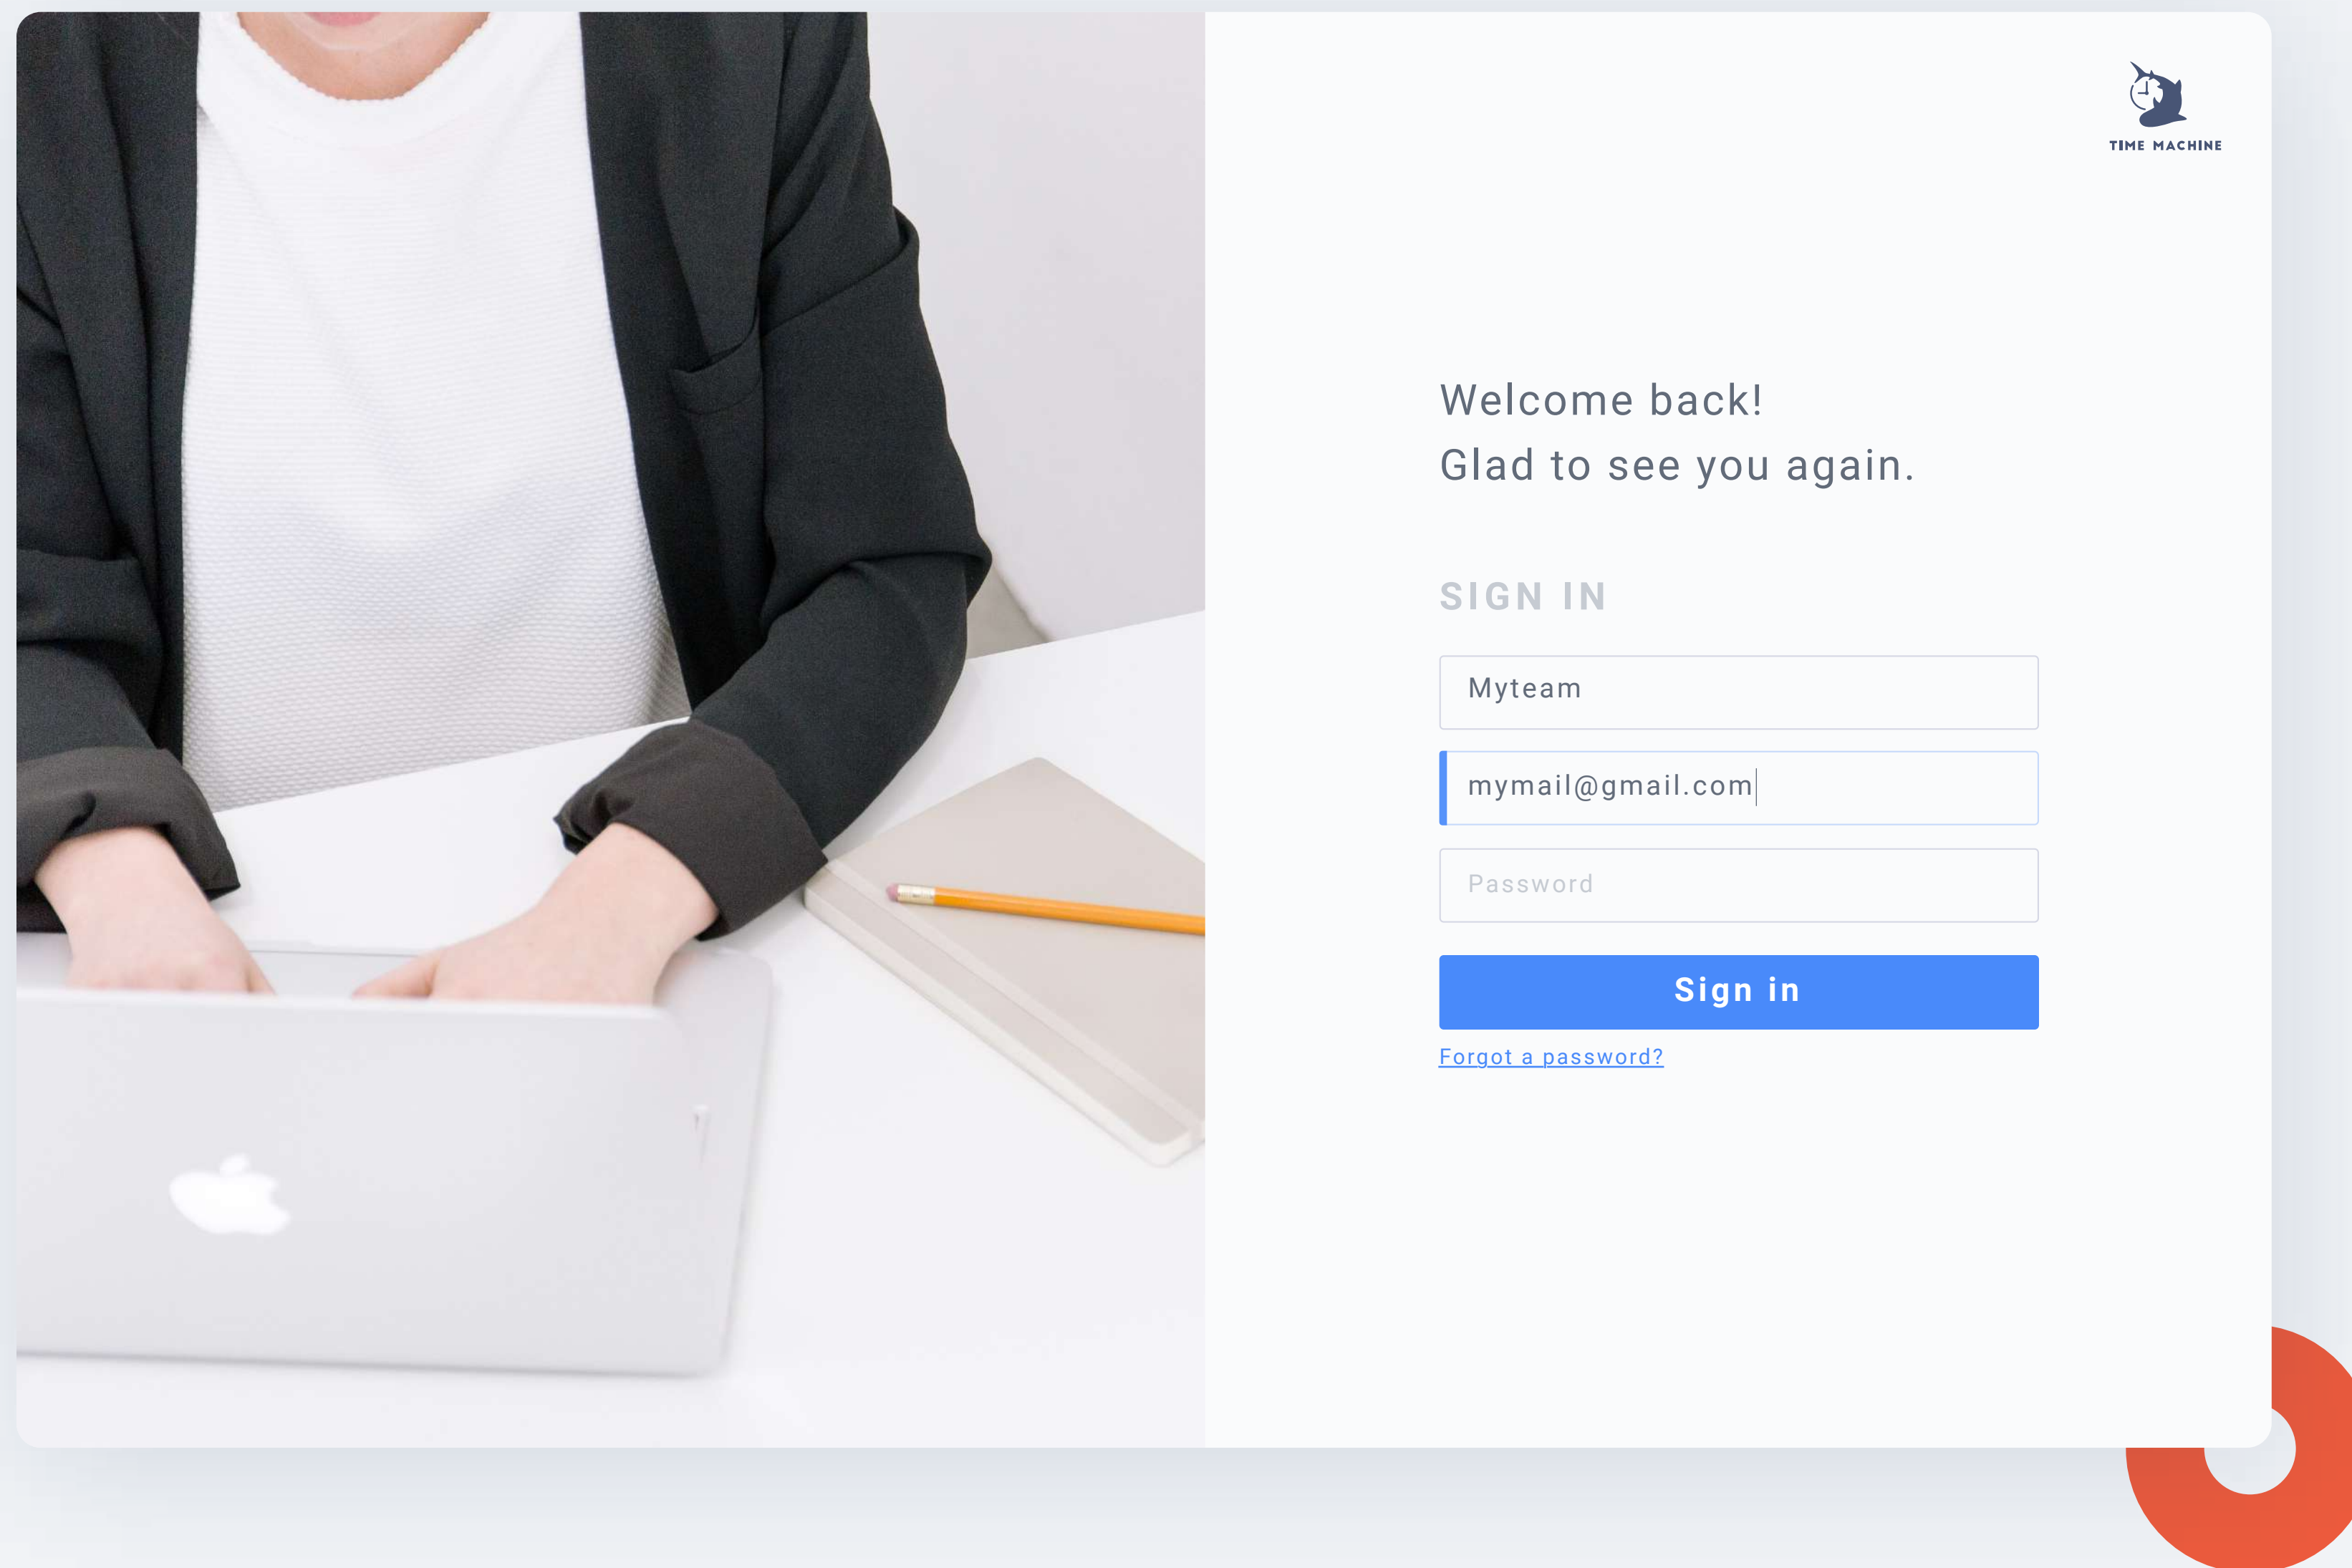 TIME MACHINE
Welcome back!
Glad to see you again.
SIGN IN
Myteam
mymail@gmail.com
Password
Sign in
Forgot a password?